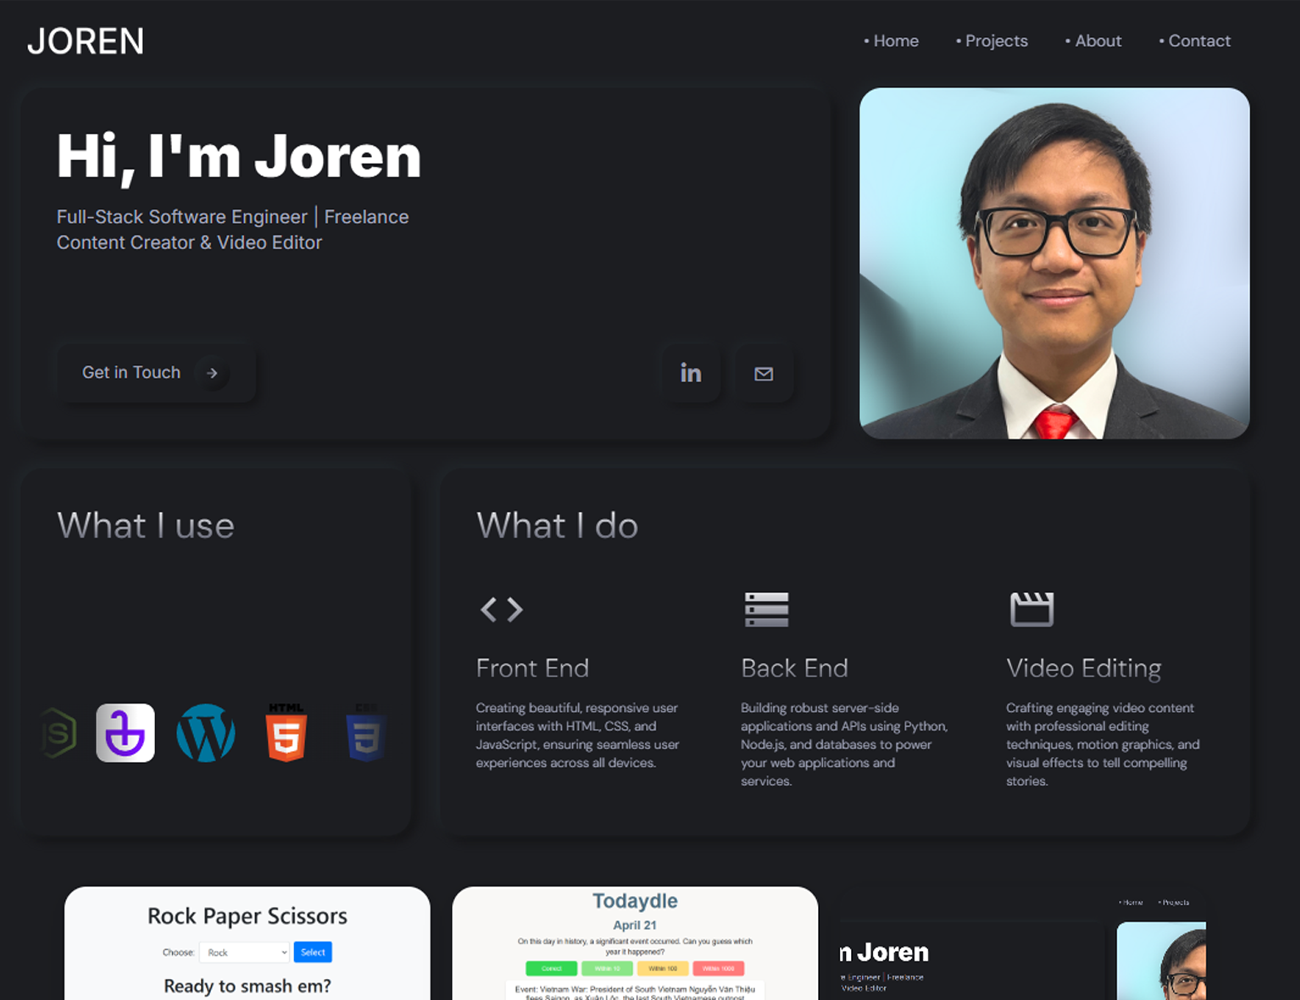 JOREN
• Home • Projects • About • Contact
Hi, I'm Joren
Full-Stack Software Engineer | Freelance
Content Creator & Video Editor
Get in Touch
in
What I use
HTML
5
CSS
3
What I do
Front End
Creating beautiful, responsive user
interfaces with HTML, CSS, and
JavaScript, ensuring seamless user
experiences across all devices.
Back End
Building robust server-side
applications and APIs using Python,
Node.js, and databases to power
your web applications and
services.
Video Editing
Crafting engaging video content
with professional editing
techniques, motion graphics, and
visual effects to tell compelling
stories.
Rock Paper Scissors
Choose: Rock Select
Ready to smash em?
Todaydle
April 21
On this day in history, a significant event occurred. Can you guess which
year it happened?
Correct Within 10 Within 100 Within 1000
Event: Vietnam War: President of South Vietnam Nguyễn Văn Thiệu
flees Saigon, as Xuân Lộc, the last South Vietnamese outpost
• Home • Projects
m Joren
e Engineer | Freelance
Video Editor